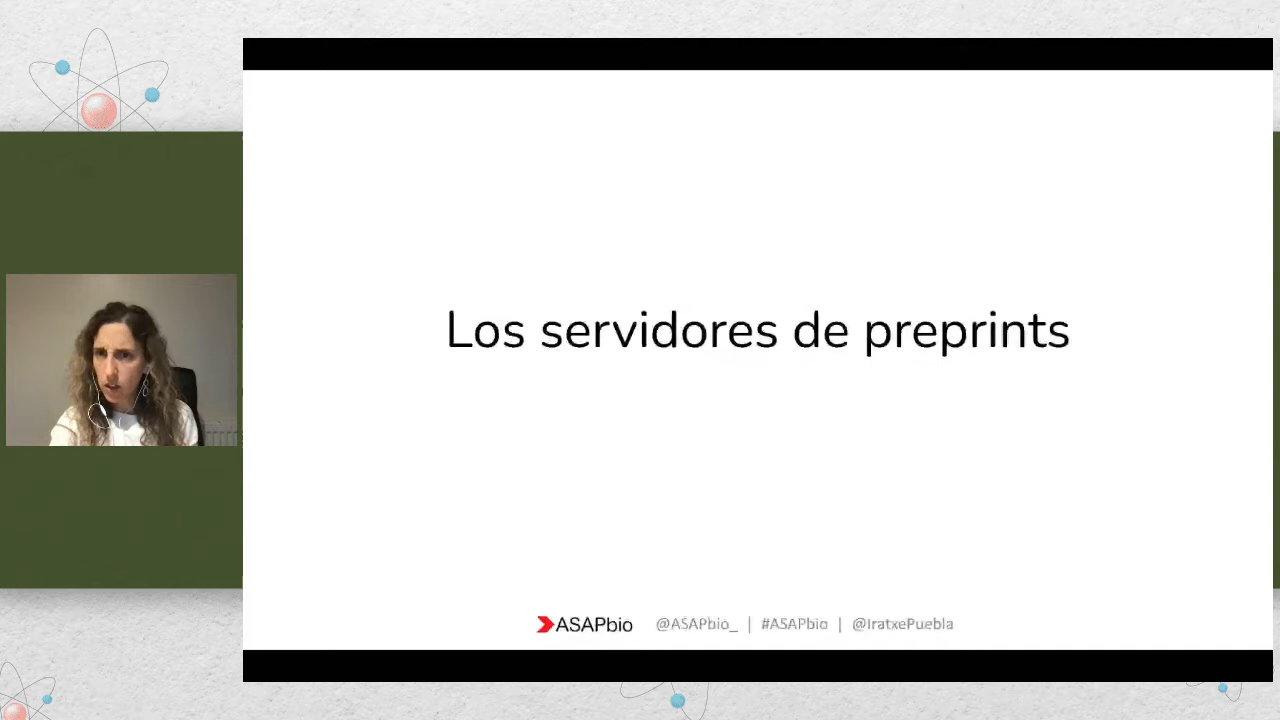 Los servidores de preprints
ASAPbio @ASAPbio_ | #ASAPbio | @IratxePuebla